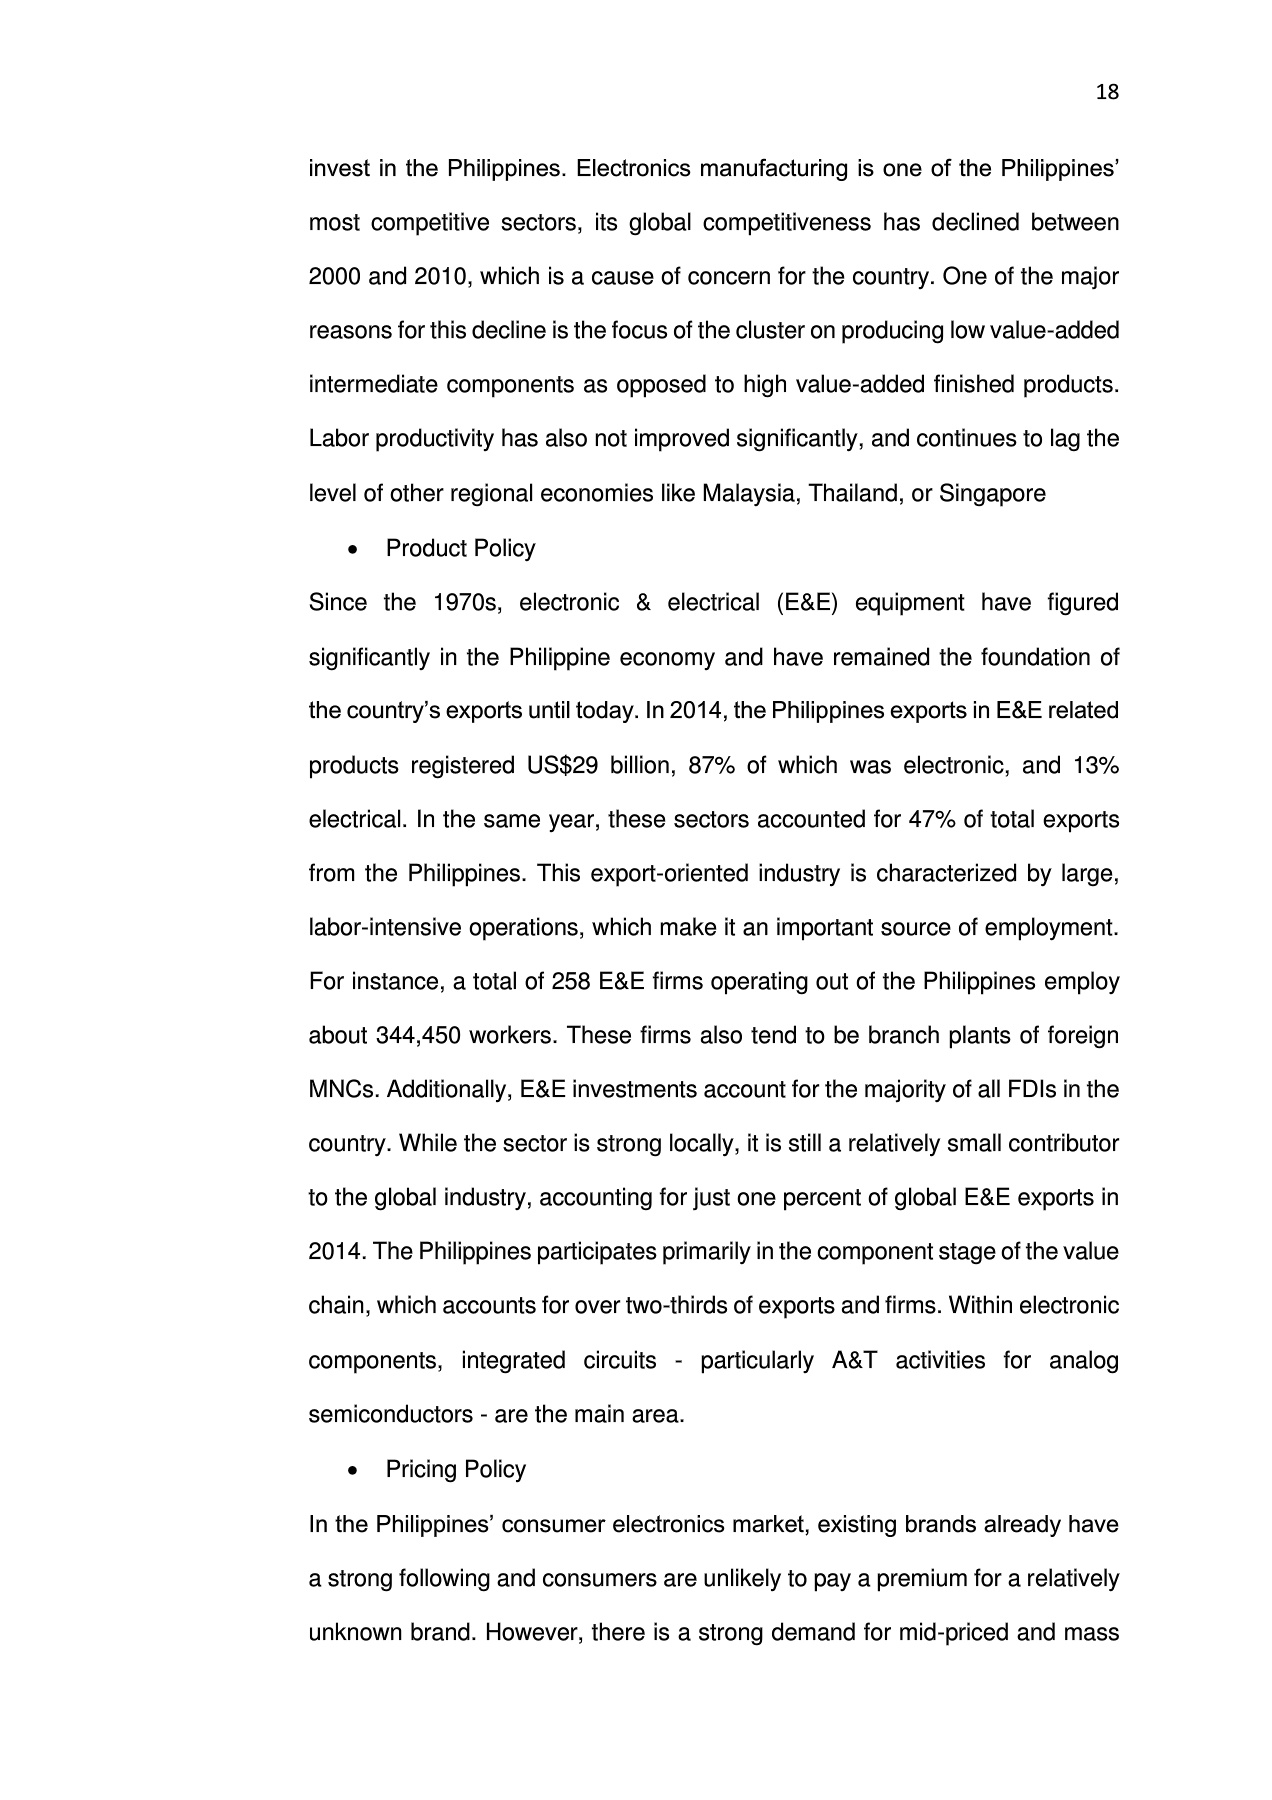 18
invest in the Philippines. Electronics manufacturing is one of the Philippines’
most competitive sectors, its global competitiveness has declined between
2000 and 2010, which is a cause of concern for the country. One of the major
reasons for this decline is the focus of the cluster on producing low value-added
intermediate components as opposed to high value-added finished products.
Labor productivity has also not improved significantly, and continues to lag the
level of other regional economies like Malaysia, Thailand, or Singapore
• Product Policy
Since the 1970s, electronic & electrical (E&E) equipment have figured
significantly in the Philippine economy and have remained the foundation of
the country’s exports until today. In 2014, the Philippines exports in E&E related
products registered US$29 billion, 87% of which was electronic, and 13%
electrical. In the same year, these sectors accounted for 47% of total exports
from the Philippines. This export-oriented industry is characterized by large,
labor-intensive operations, which make it an important source of employment.
For instance, a total of 258 E&E firms operating out of the Philippines employ
about 344,450 workers. These firms also tend to be branch plants of foreign
MNCs. Additionally, E&E investments account for the majority of all FDIs in the
country. While the sector is strong locally, it is still a relatively small contributor
to the global industry, accounting for just one percent of global E&E exports in
2014. The Philippines participates primarily in the component stage of the value
chain, which accounts for over two-thirds of exports and firms. Within electronic
components, integrated circuits - particularly A&T activities for analog
semiconductors - are the main area.
• Pricing Policy
In the Philippines’ consumer electronics market, existing brands already have
a strong following and consumers are unlikely to pay a premium for a relatively
unknown brand. However, there is a strong demand for mid-priced and mass